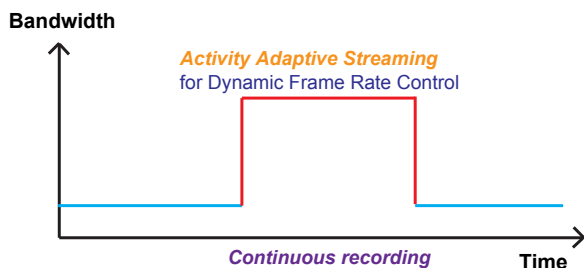 Bandwidth
Activity Adaptive Streaming
for Dynamic Frame Rate Control
Continuous recording
Time